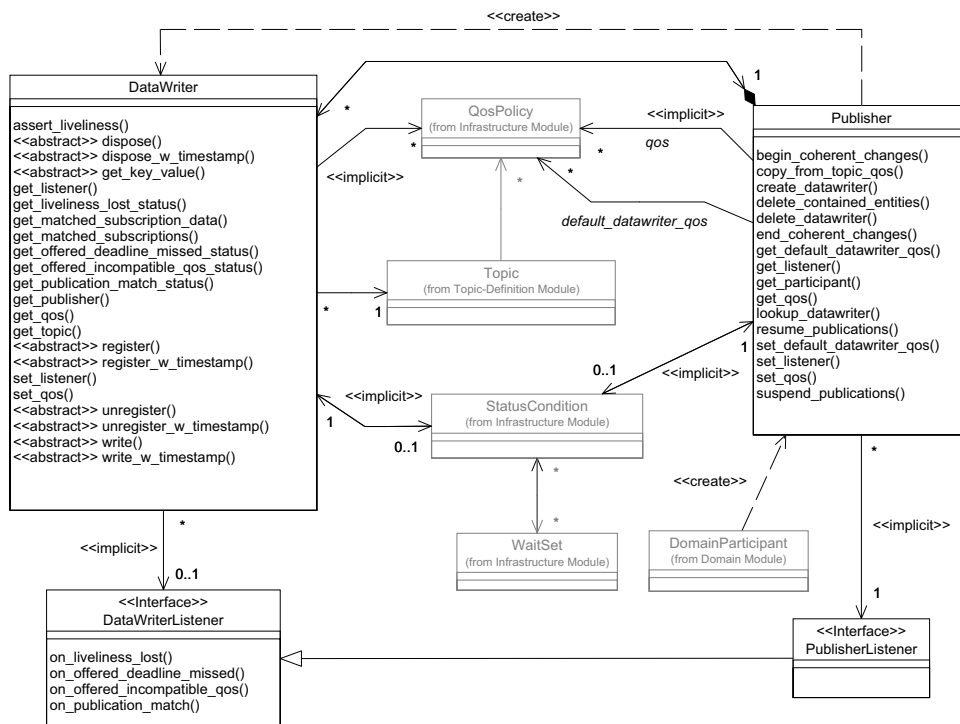 <<create>>
DataWriter
assert_liveliness()
<<abstract>> dispose()
<<abstract>> dispose_w_timestamp()
<<abstract>> get_key_value()
get_listener()
get_liveliness_lost_status()
get_matched_subscription_data()
get_matched_subscriptions()
get_offered_deadline_missed_status()
get_offered_incompatible_qos_status()
get_publication_match_status()
get_publisher()
get_qos()
get_topic()
<<abstract>> register()
<<abstract>> register_w_timestamp()
set_listener()
set_qos()
<<abstract>> unregister()
<<abstract>> unregister_w_timestamp()
<<abstract>> write()
<<abstract>> write_w_timestamp()
*
1
QosPolicy
(from Infrastructure Module)
*
*
*
*
<<implicit>>
<<implicit>>
qos
default_datawriter_qos
Publisher
begin_coherent_changes()
copy_from_topic_qos()
create_datawriter()
delete_contained_entities()
delete_datawriter()
end_coherent_changes()
get_default_datawriter_qos()
get_listener()
get_participant()
get_qos()
lookup_datawriter()
resume_publications()
set_default_datawriter_qos()
set_listener()
set_qos()
suspend_publications()
Topic
(from Topic-Definition Module)
*
1
1
0..1
<<implicit>>
<<implicit>>
1
0..1
StatusCondition
(from Infrastructure Module)
*
*
WaitSet
(from Infrastructure Module)
<<create>>
DomainParticipant
(from Domain Module)
*
<<implicit>>
1
*
<<implicit>>
0..1
<<Interface>>
DataWriterListener
on_liveliness_lost()
on_offered_deadline_missed()
on_offered_incompatible_qos()
on_publication_match()
<<Interface>>
PublisherListener